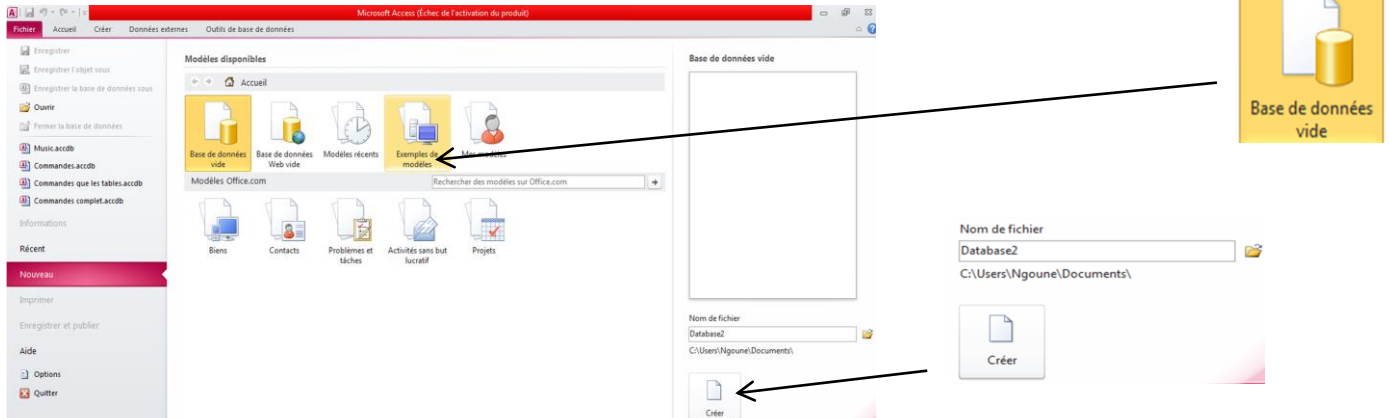 Microsoft Access (Échec de l'activation du produit)
Fichier Accueil Créer Données externes Outils de base de données
Enregistrer
Enregistrer l'objet sous
Enregistrer la base de données sous
Ouvrir
Fermer la base de données
Music.accdb
Commandes.accdb
Commandes que les tables.accdb
Commandes complet.accdb
Informations
Récent
Nouveau
Imprimer
Enregistrer et publier
Aide
Options
Quitter
Modèles disponibles
Accueil
Base de données
vide
Base de données
Web vide
Modèles récents
Exemples de
modèles
Mes modèles
Modèles Office.com
Rechercher des modèles sur Office.com
Biens
Contacts
Problèmes et
tâches
Activités sans but
lucratif
Projets
Base de données vide
Nom de fichier
Database2
C:\Users\Ngoune\Documents\
Créer
Base de données
vide
Nom de fichier
Database2
C:\Users\Ngoune\Documents\
Créer